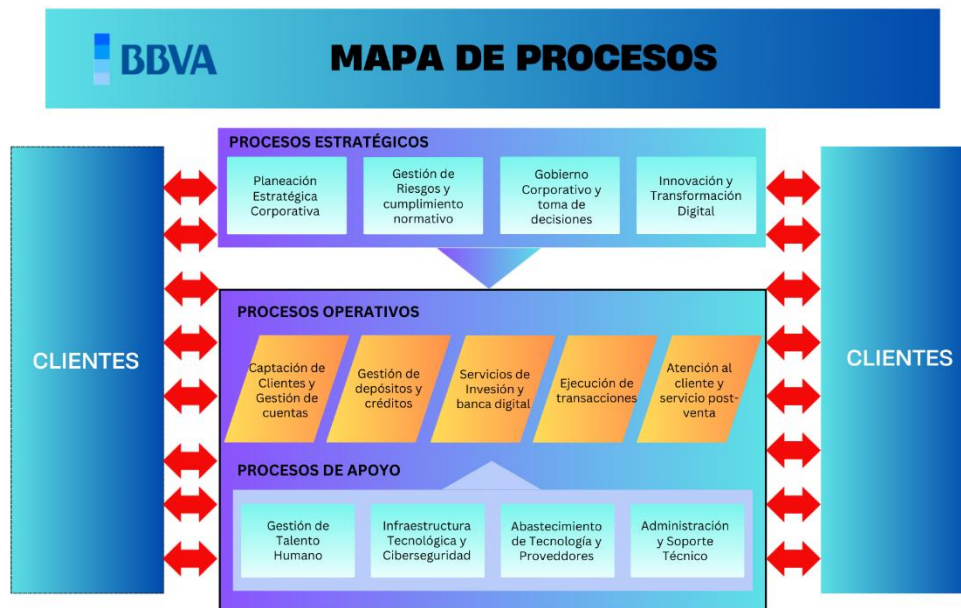 BBVA
MAPA DE PROCESOS
CLIENTES
PROCESOS ESTRATÉGICOS
Planeación
Estratégica
Corporativa
Gestión de
Riesgos y
cumplimiento
normativo
Gobierno
Corporativo y
toma de
decisiones
Innovación y
Transformación
Digital
PROCESOS OPERATIVOS
Captación de
Clientes y
Gestión de
cuentas
Gestión de
depósitos y
créditos
Servicios de
Invesión y
banca digital
Ejecución de
transacciones
Atención al
cliente y
servicio post-
venta
PROCESOS DE APOYO
Gestión de
Talento
Humano
Infraestructura
Tecnológica y
Ciberseguridad
Abastecimiento
de Tecnología y
Proveddores
Administración
y Soporte
Técnico
CLIENTES